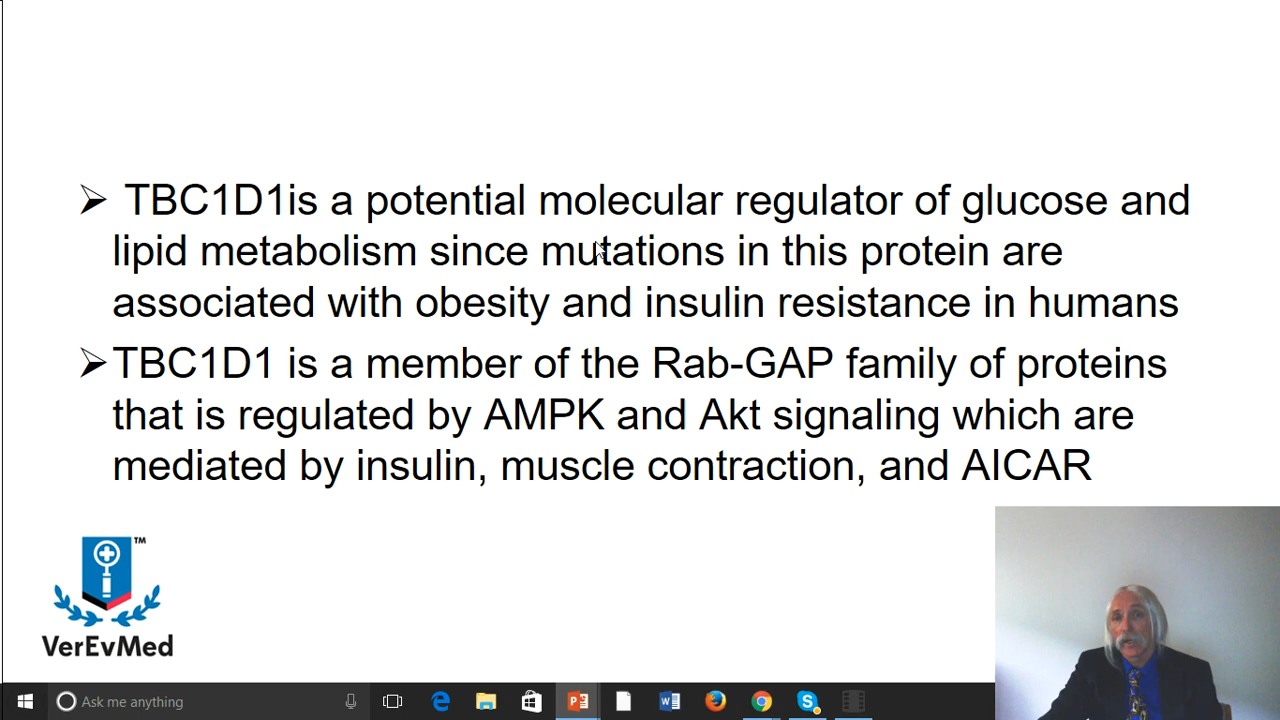 TBC1D1is a potential molecular regulator of glucose and
lipid metabolism since mutations in this protein are
associated with obesity and insulin resistance in humans
TBC1D1 is a member of the Rab-GAP family of proteins
that is regulated by AMPK and Akt signaling which are
mediated by insulin, muscle contraction, and AICAR
TM
VerEvMed
Ask me anything